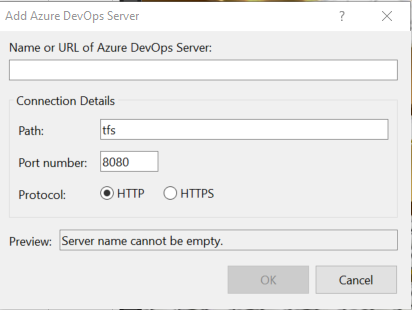 Add Azure DevOps Server ? ×
Name or URL of Azure DevOps Server:
Connection Details
Path: tfs
Port number: 8080
Protocol: HTTP HTTPS
Preview: Server name cannot be empty.
OK Cancel